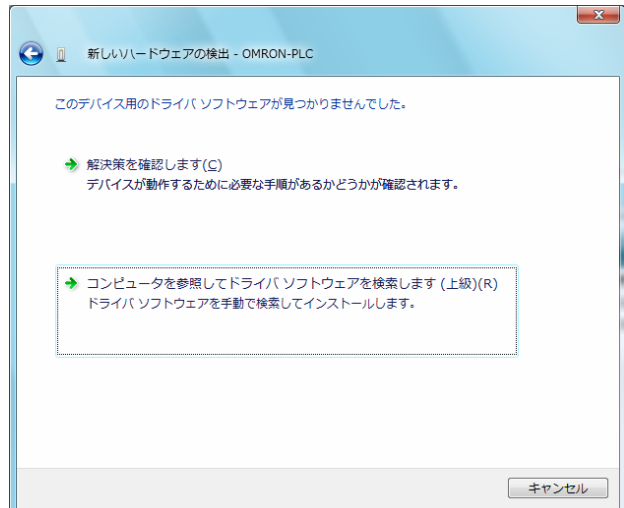 新しいハードウェアの検出 - OMRON-PLC
このデバイス用のドライバ ソフトウェアが見つかりませんでした。
解決策を確認します(C)
デバイスが動作するために必要な手順があるかどうかが確認されます。
コンピュータを参照してドライバ ソフトウェアを検索します (上級)(R)
ドライバ ソフトウェアを手動で検索してインストールします。
キャンセル